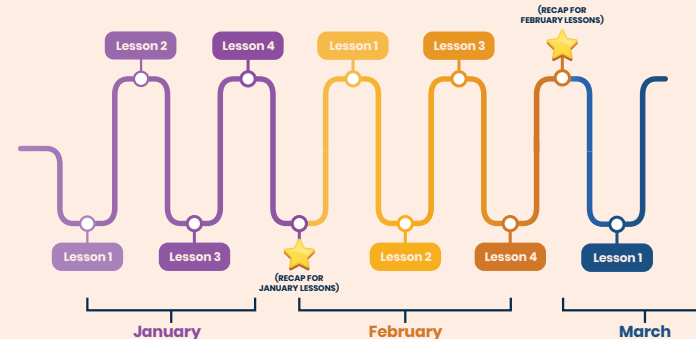 (RECAP FOR
FEBRUARY LESSONS)
Lesson 2
Lesson 4
Lesson 1
Lesson 3
Lesson 1
Lesson 3
Lesson 2
Lesson 4
Lesson 1
(RECAP FOR
JANUARY LESSONS)
January
February
March